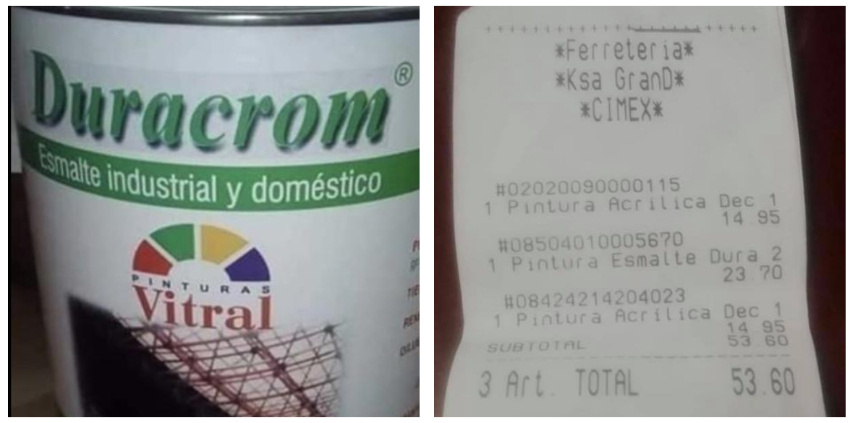 Duracrom®
Esmalte industrial y doméstico
PINTURAS
Vitral
*Ferreteria*
*Ksa GranD*
*CIMEX*
#02020090000115
1 Pintura Acrilica Dec 1
14 95
#08504010005670
1 Pintura Esmalte Dura 2
23 70
#08424214204023
1 Pintura Acrilica Dec 1
14 95
SUBTOTAL 53 60
3 Art. TOTAL 53.60